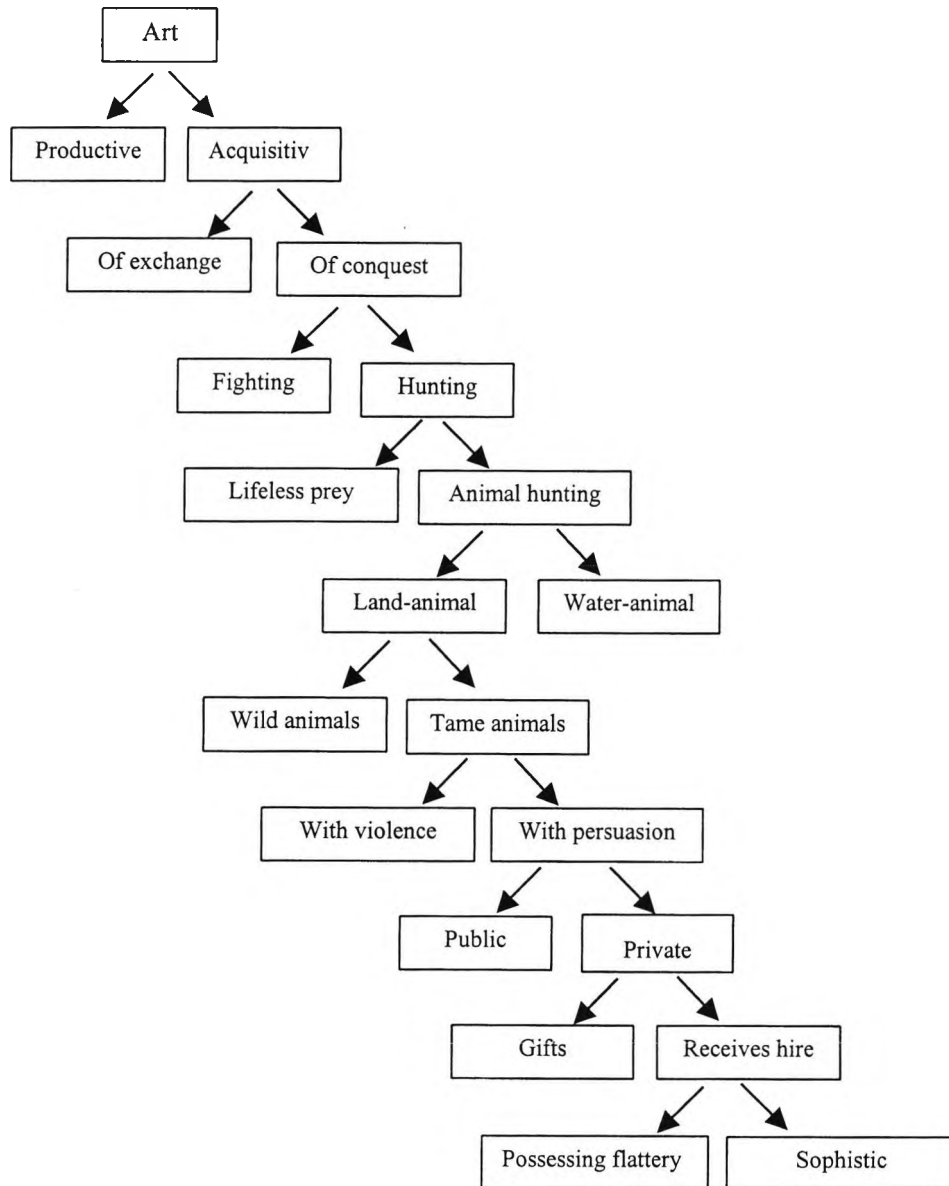 Art
Productive
Acquisitiv
Of exchange
Of conquest
Fighting
Hunting
Lifeless prey
Animal hunting
Land-animal
Water-animal
Wild animals
Tame animals
With violence
With persuasion
Public
Private
Gifts
Receives hire
Possessing flattery
Sophistic